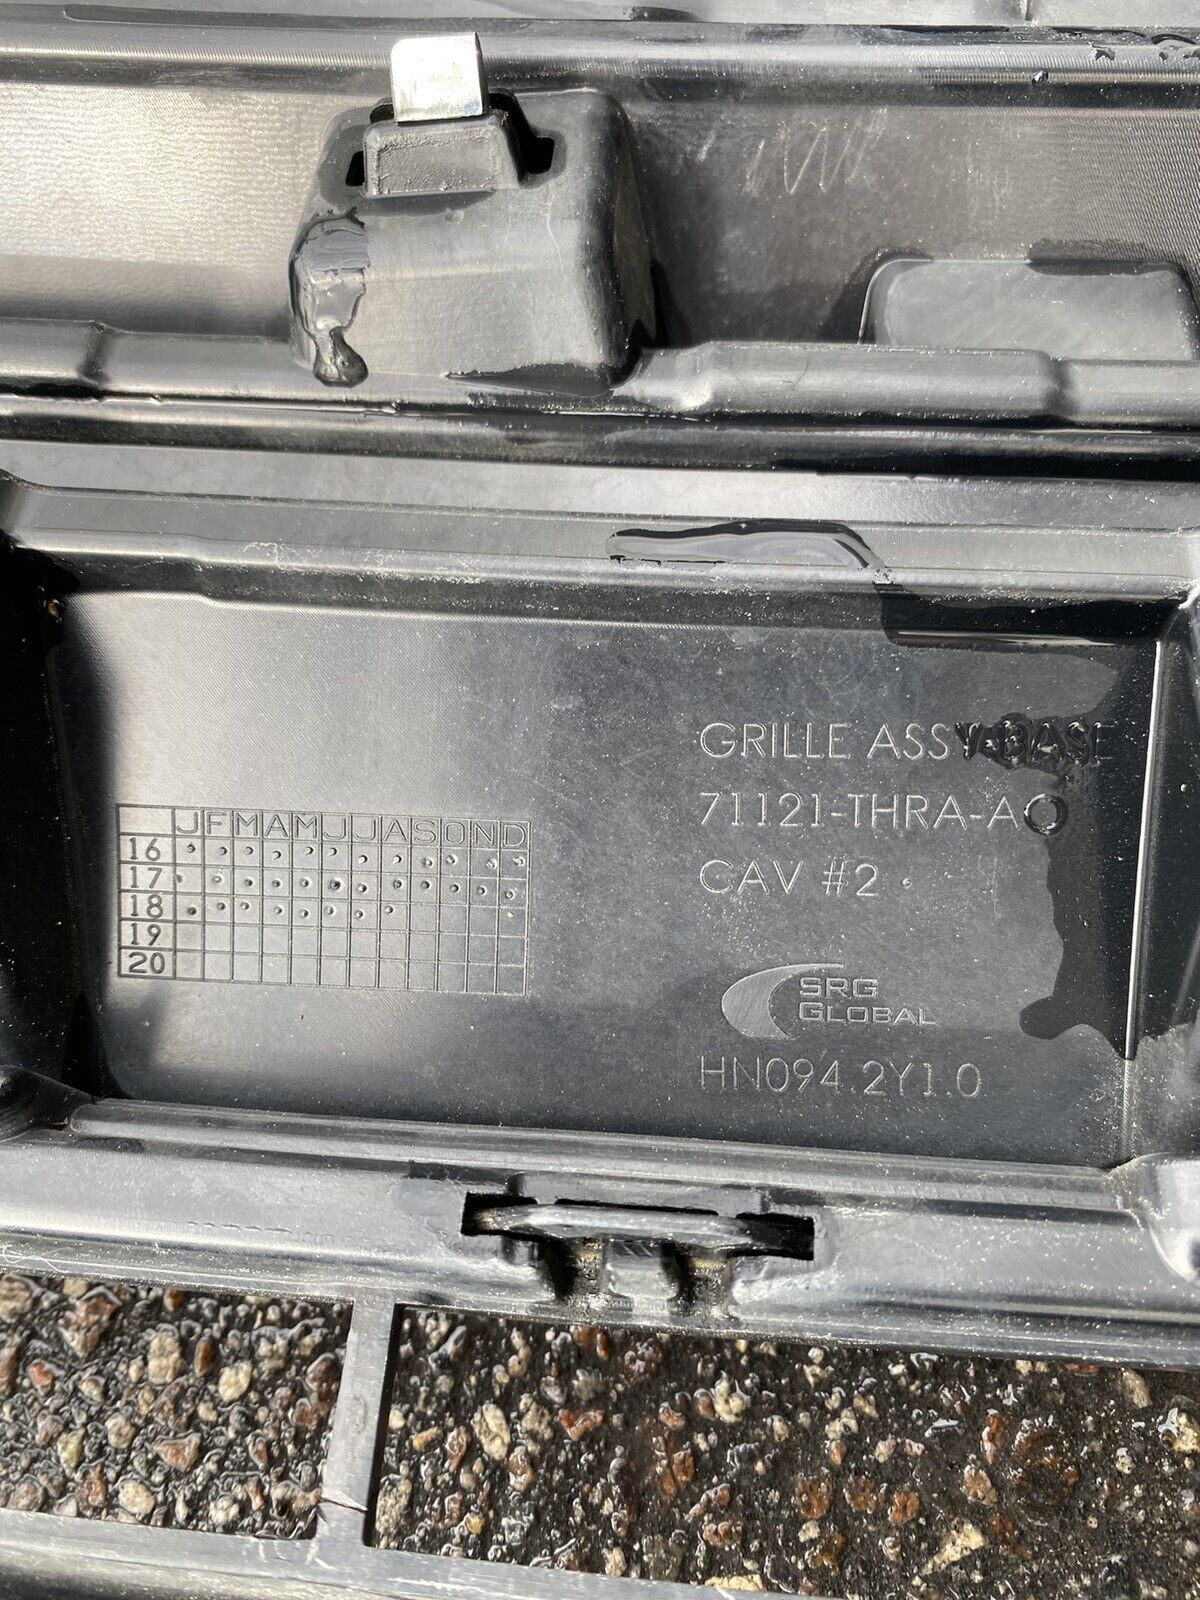 GRILLE ASSY-BASE
71121-THRA-A0
CAV #2
SRG
GLOBAL
HN094.2Y1.0
J F M A M J J A S O N D
16
17
18
19
20